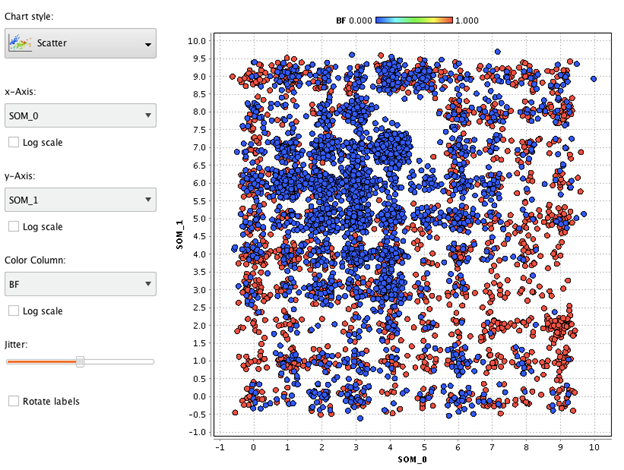 Chart style:
Scatter
x-Axis:
SOM_0
Log scale
y-Axis:
SOM_1
Log scale
Color Column:
BF
Log scale
Jitter:
Rotate labels
BF 0.000 1.000
10.0
9.5
9.0
8.5
8.0
7.5
7.0
6.5
6.0
5.5
5.0
4.5
4.0
3.5
3.0
2.5
2.0
1.5
1.0
0.5
0.0
-0.5
-1.0
SOM_1
-1 0 1 2 3 4 5 6 7 8 9 10
SOM_0